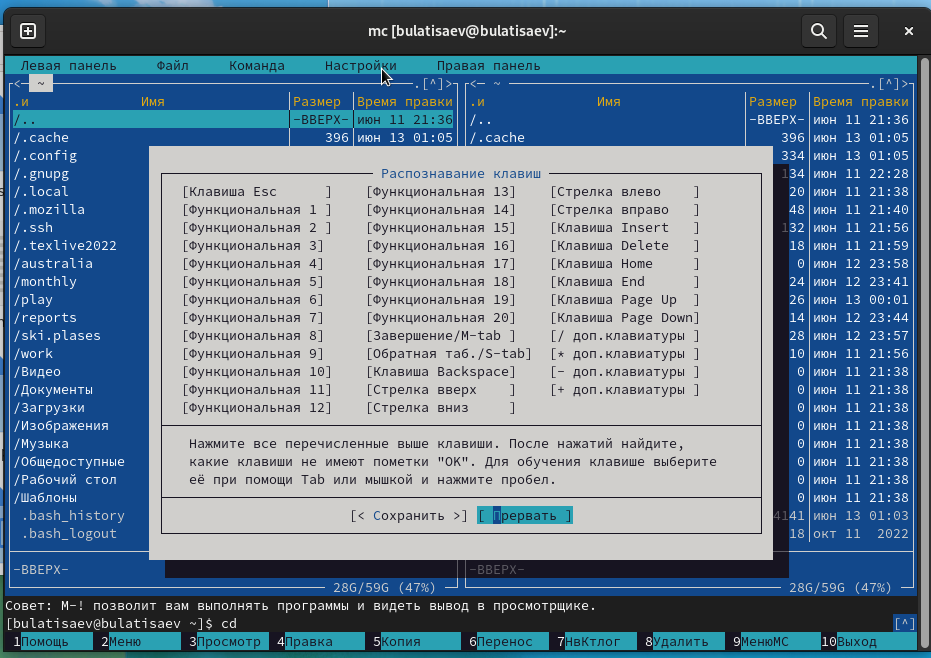 mc [bulatisaev@bulatisaev]:~
Левая панель Файл Команда Настройки Правая панель
<─ ~ .[^]> <─ ~ .[^]>
.и Имя Размер Время правки .и Имя Размер Время правки
/.. -ВВЕРХ- июн 11 21:36 /.. -ВВЕРХ- июн 11 21:36
/.cache 396 июн 13 01:05 /.cache 396 июн 13 01:05
/.config 334 июн 13 01:05
Распознавание клавиш
/.gnupg 134 июн 11 22:28
/.local [Клавиша Esc ] [Функциональная 13] [Стрелка влево ] 20 июн 11 21:38
/.mozilla [Функциональная 1 ] [Функциональная 14] [Стрелка вправо ] 48 июн 11 21:40
/.ssh [Функциональная 2 ] [Функциональная 15] [Клавиша Insert ] 132 июн 11 21:56
/.texlive2022 [Функциональная 3] [Функциональная 16] [Клавиша Delete ] 18 июн 11 21:59
/australia [Функциональная 4] [Функциональная 17] [Клавиша Home ] 0 июн 12 23:58
/monthly [Функциональная 5] [Функциональная 18] [Клавиша End ] 24 июн 12 23:41
/play [Функциональная 6] [Функциональная 19] [Клавиша Page Up ] 26 июн 13 00:01
/reports [Функциональная 7] [Функциональная 20] [Клавиша Page Down] 14 июн 12 23:44
/ski.plases [Функциональная 8] [Завершение/M-tab ] [/ доп.клавиатуры ] 28 июн 12 23:57
/work [Функциональная 9] [Обратная таб./S-tab] [* доп.клавиатуры ] 10 июн 11 21:56
/Видео [Функциональная 10] [Клавиша Backspace] [- доп.клавиатуры ] 0 июн 11 21:38
/Документы [Функциональная 11] [Стрелка вверх ] [+ доп.клавиатуры ] 0 июн 11 21:38
/Загрузки [Функциональная 12] [Стрелка вниз ] 0 июн 11 21:38
/Изображения 0 июн 11 21:38
/Музыка Нажмите все перечисленные выше клавиши. После нажатий найдите, 0 июн 11 21:38
/Общедоступные какие клавиши не имеют пометки "OK". Для обучения клавише выберите 0 июн 11 21:38
/Рабочий стол её при помощи Tab или мышкой и нажмите пробел. 0 июн 11 21:38
/Шаблоны 0 июн 11 21:38
.bash_history [< Сохранить >] [ Прервать ] 4141 июн 13 01:03
.bash_logout 18 окт 11 2022
-ВВЕРХ- -ВВЕРХ-
28G/59G (47%) 28G/59G (47%)
Совет: M-! позволит вам выполнять программы и видеть вывод в просмотрщике.
[bulatisaev@bulatisaev ~]$ cd [^]
1Помощь 2Меню 3Просмотр 4Правка 5Копия 6Перенос 7НвКтлог 8Удалить 9МенюMC 10Выход